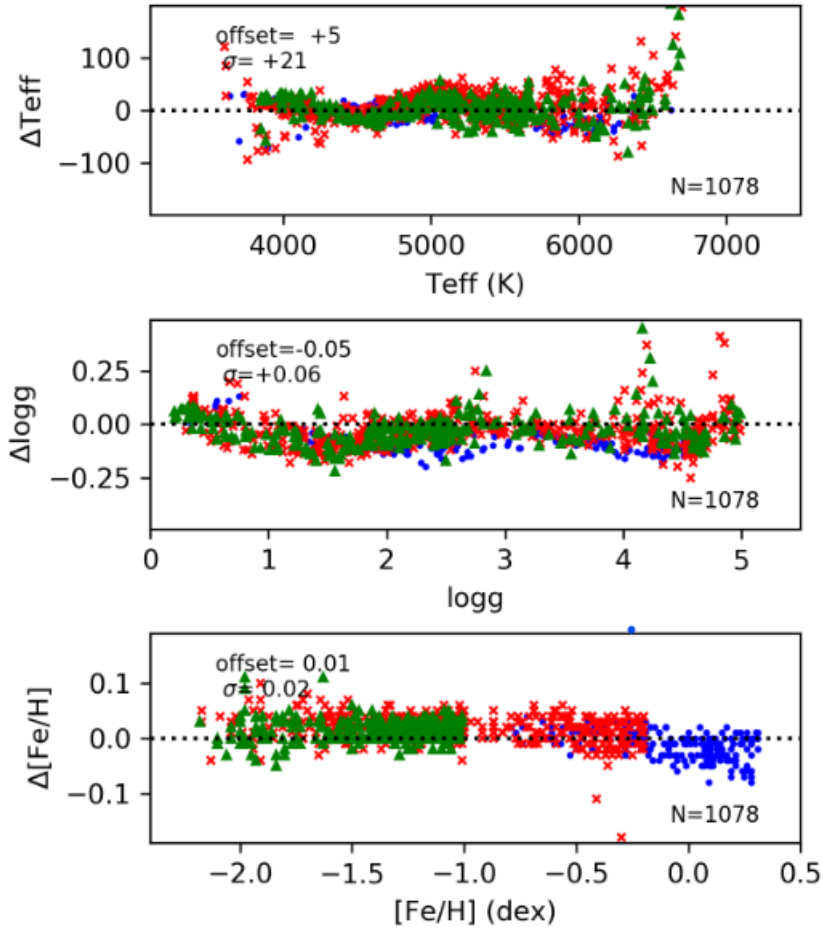 offset= +5
σ= +21
100
0
−100
ΔTeff
N=1078
4000 5000 6000 7000
Teff (K)
offset=-0.05
σ=+0.06
0.25
0.00
−0.25
Δlogg
N=1078
0 1 2 3 4 5
logg
offset= 0.01
σ= 0.02
0.1
0.0
−0.1
Δ[Fe/H]
N=1078
−2.0 −1.5 −1.0 −0.5 0.0 0.5
[Fe/H] (dex)